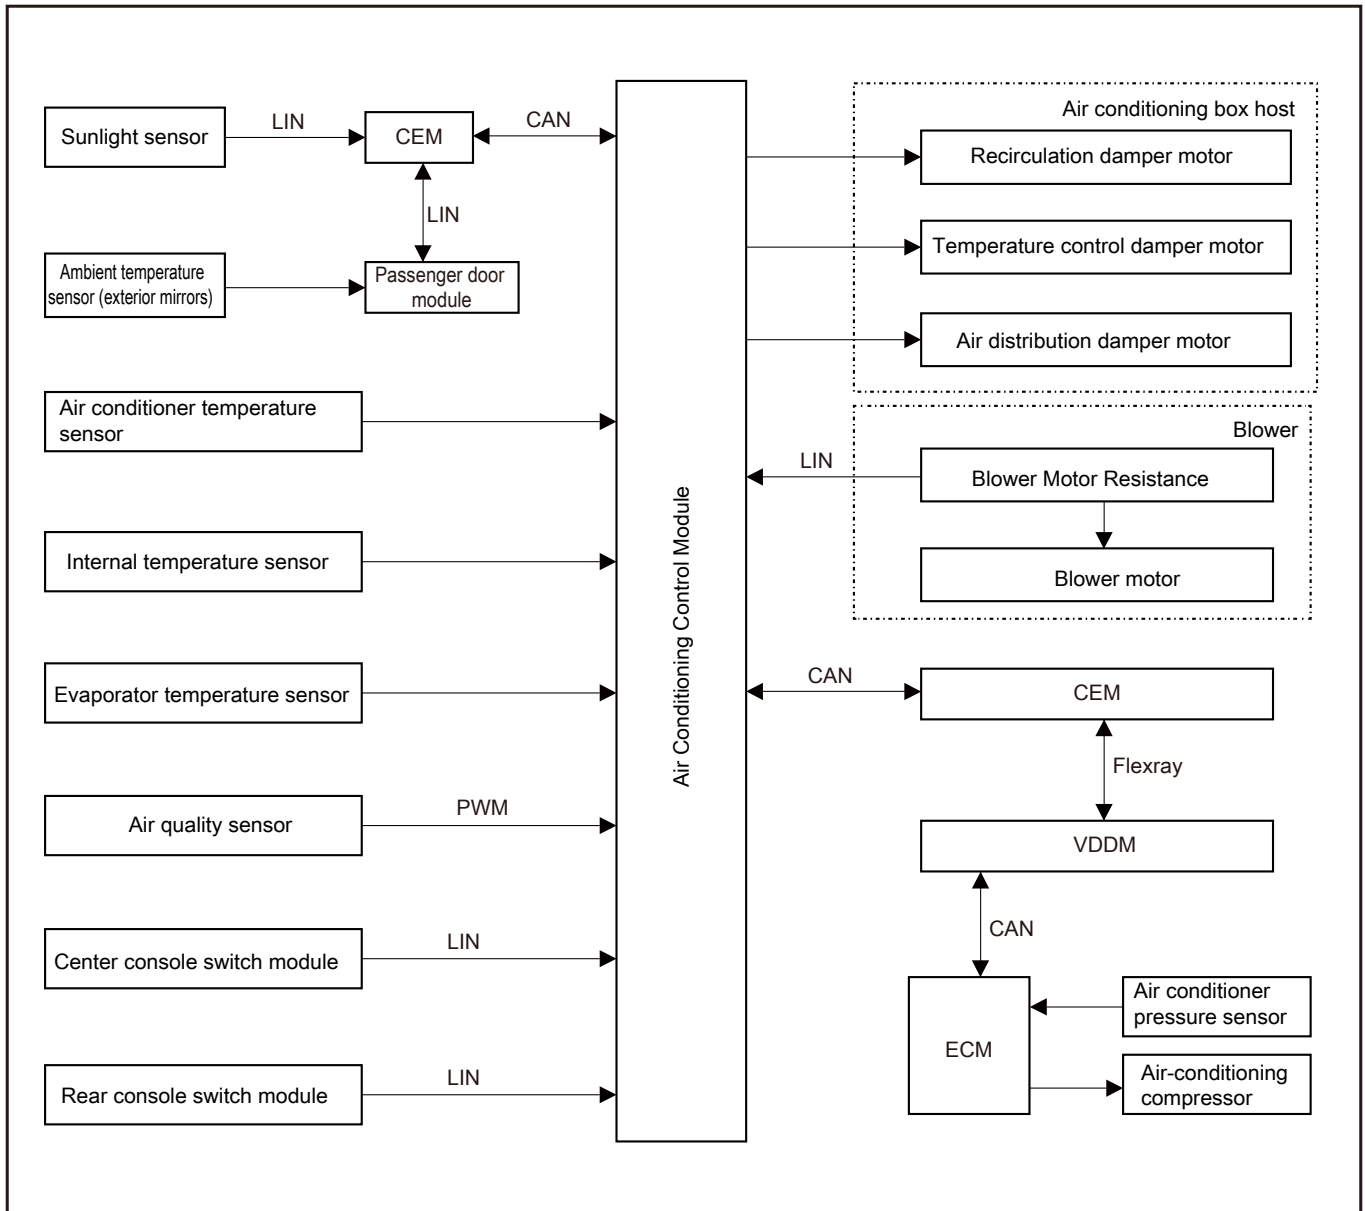 Sunlight sensor
LIN
CEM
CAN
LIN
Ambient temperature
sensor (exterior mirrors)
Passenger door
module
Air conditioner temperature
sensor
Internal temperature sensor
Evaporator temperature sensor
Air quality sensor
PWM
Center console switch module
LIN
Rear console switch module
LIN
Air Conditioning Control Module
Air conditioning box host
Recirculation damper motor
Temperature control damper motor
Air distribution damper motor
Blower
LIN
Blower Motor Resistance
Blower motor
CAN
CEM
Flexray
VDDM
CAN
ECM
Air conditioner
pressure sensor
Air-conditioning
compressor